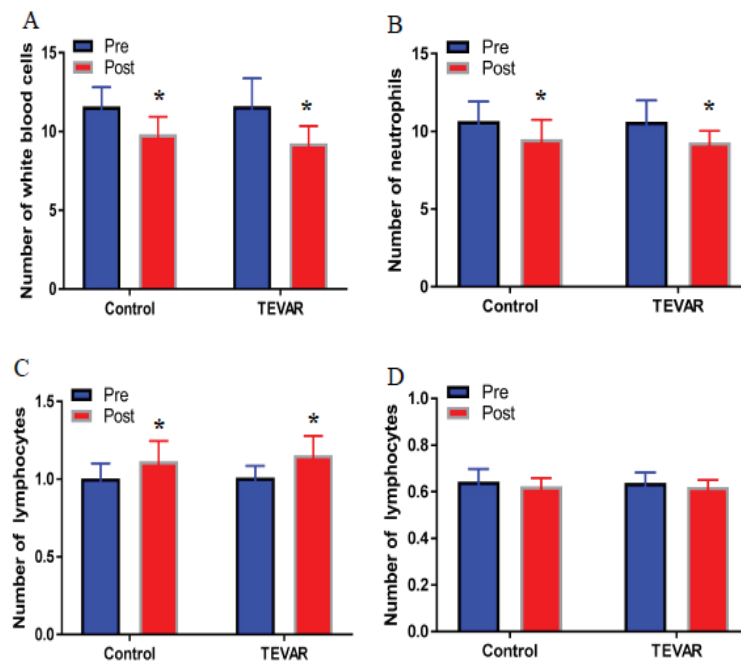 A
Pre
Post
Number of white blood cells
15
10
5
0
*
*
Control
TEVAR
B
Pre
Post
Number of neutrophils
15
10
5
0
*
*
Control
TEVAR
C
Pre
Post
Number of lymphocytes
1.5
1.0
0.5
0.0
*
*
Control
TEVAR
D
Pre
Post
Number of lymphocytes
1.0
0.8
0.6
0.4
0.2
0.0
Control
TEVAR